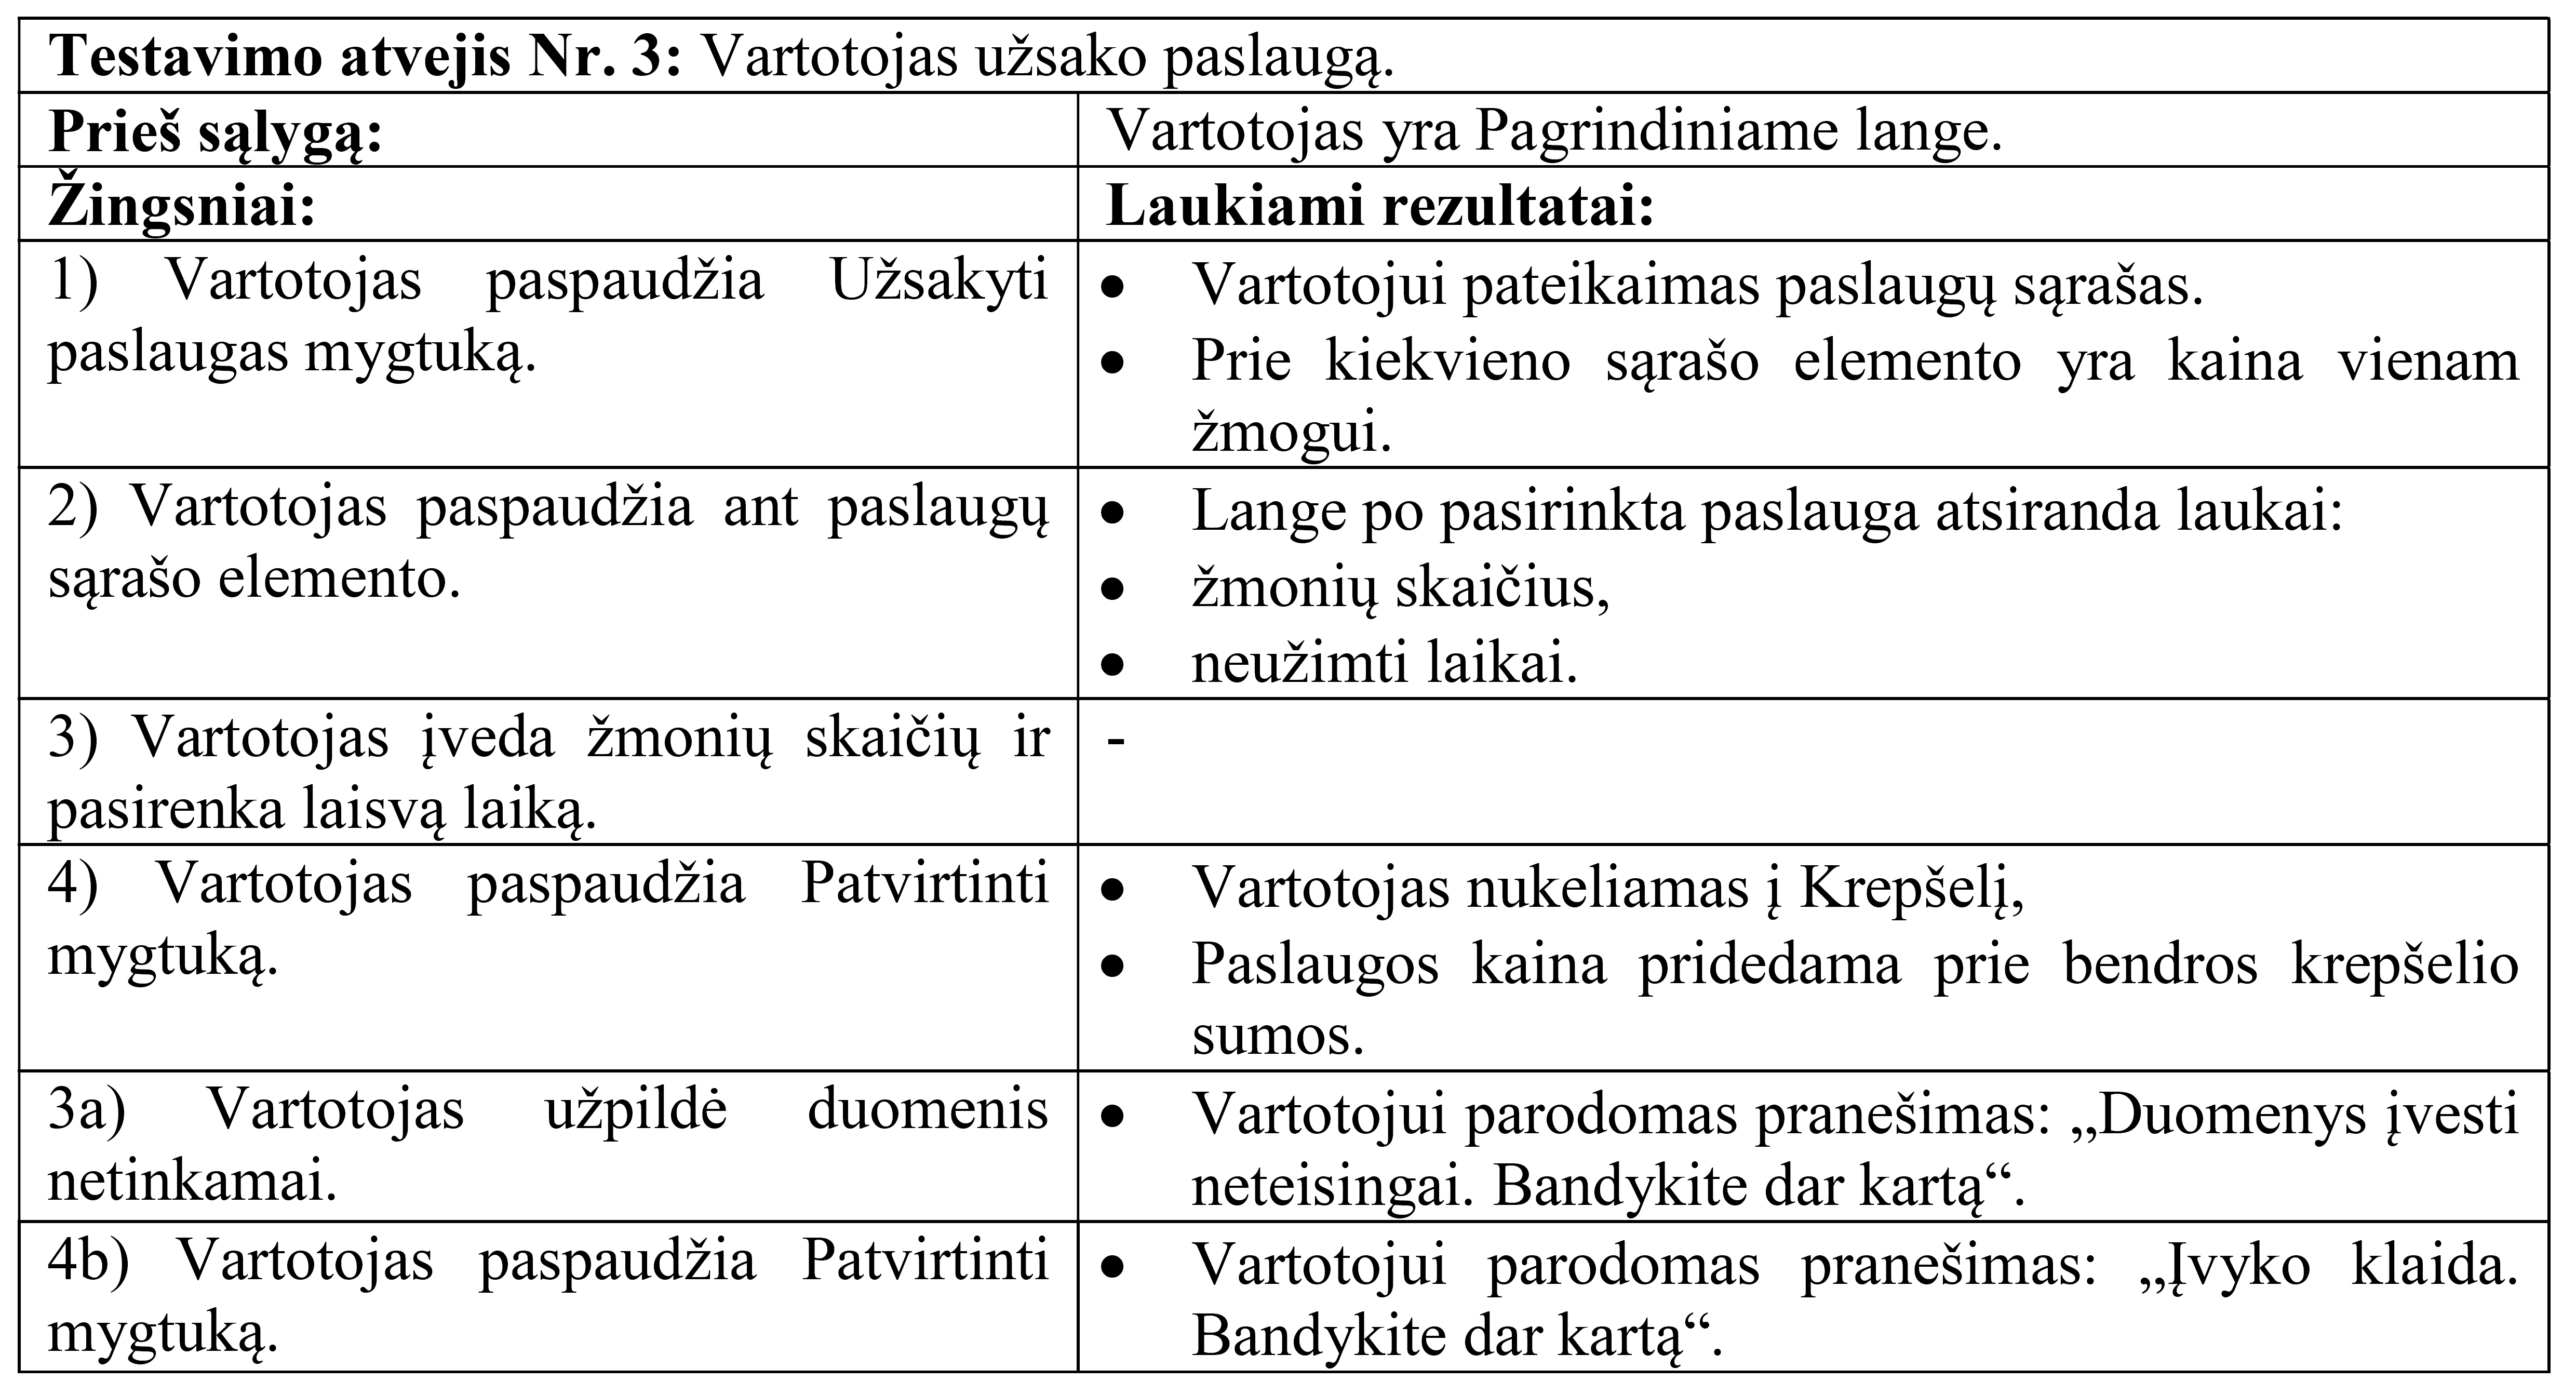 Testavimo atvejis Nr. 3: Vartotojas užsako paslaugą.
Prieš sąlygą:
Vartotojas yra Pagrindiniame lange.
Žingsniai:
Laukiami rezultatai:
1) Vartotojas paspaudžia Užsakyti
paslaugas mygtuką.
• Vartotojui pateikaimas paslaugų sąrašas.
• Prie kiekvieno sąrašo elemento yra kaina vienam
žmogui.
2) Vartotojas paspaudžia ant paslaugų
sąrašo elemento.
• Lange po pasirinkta paslauga atsiranda laukai:
• žmonių skaičius,
• neužimti laikai.
3) Vartotojas įveda žmonių skaičių ir
pasirenka laisvą laiką.
-
4) Vartotojas paspaudžia Patvirtinti
mygtuką.
• Vartotojas nukeliamas į Krepšelį,
• Paslaugos kaina pridedama prie bendros krepšelio
sumos.
3a) Vartotojas užpildė duomenis
netinkamai.
• Vartotojui parodomas pranešimas: „Duomenys įvesti
neteisingai. Bandykite dar kartą“.
4b) Vartotojas paspaudžia Patvirtinti
mygtuką.
• Vartotojui parodomas pranešimas: „Įvyko klaida.
Bandykite dar kartą“.